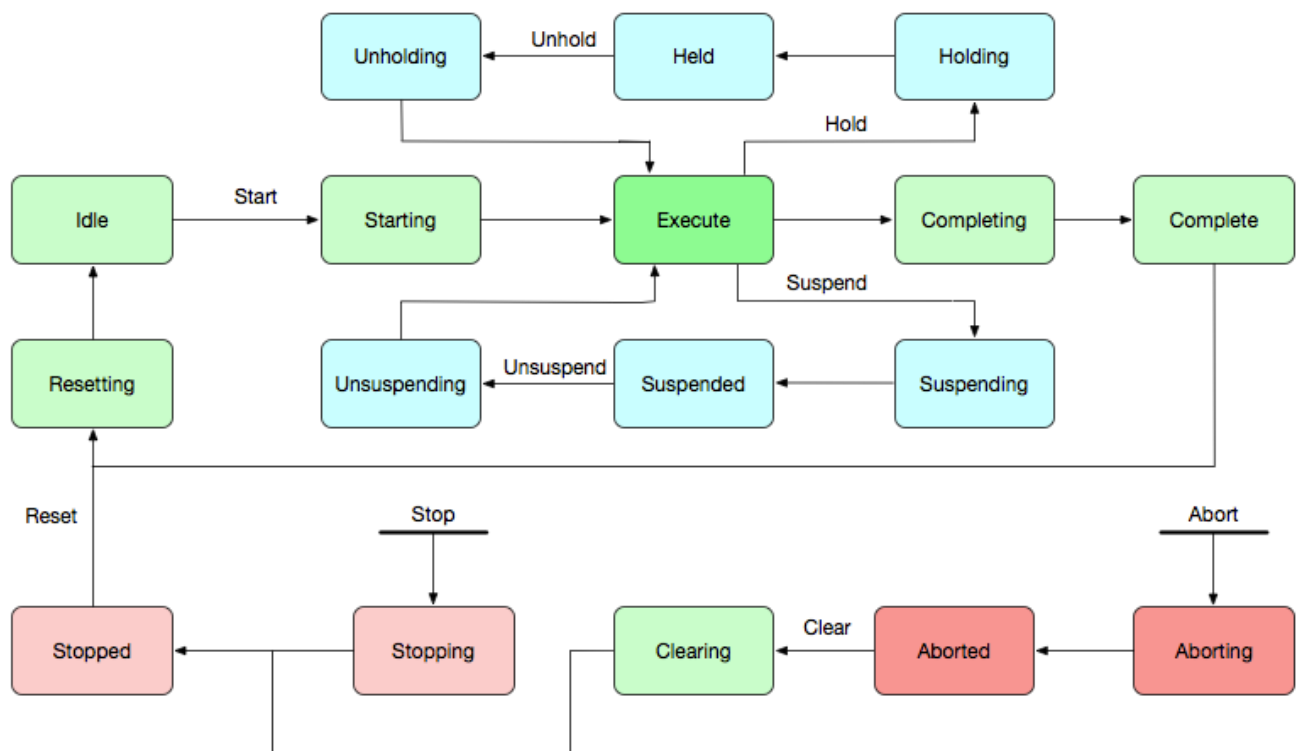 Unholding
Unhold
Held
Holding
Hold
Idle
Start
Starting
Execute
Completing
Complete
Suspend
Resetting
Unsuspending
Unsuspend
Suspended
Suspending
Reset
Stop
Abort
Stopped
Stopping
Clearing
Clear
Aborted
Aborting